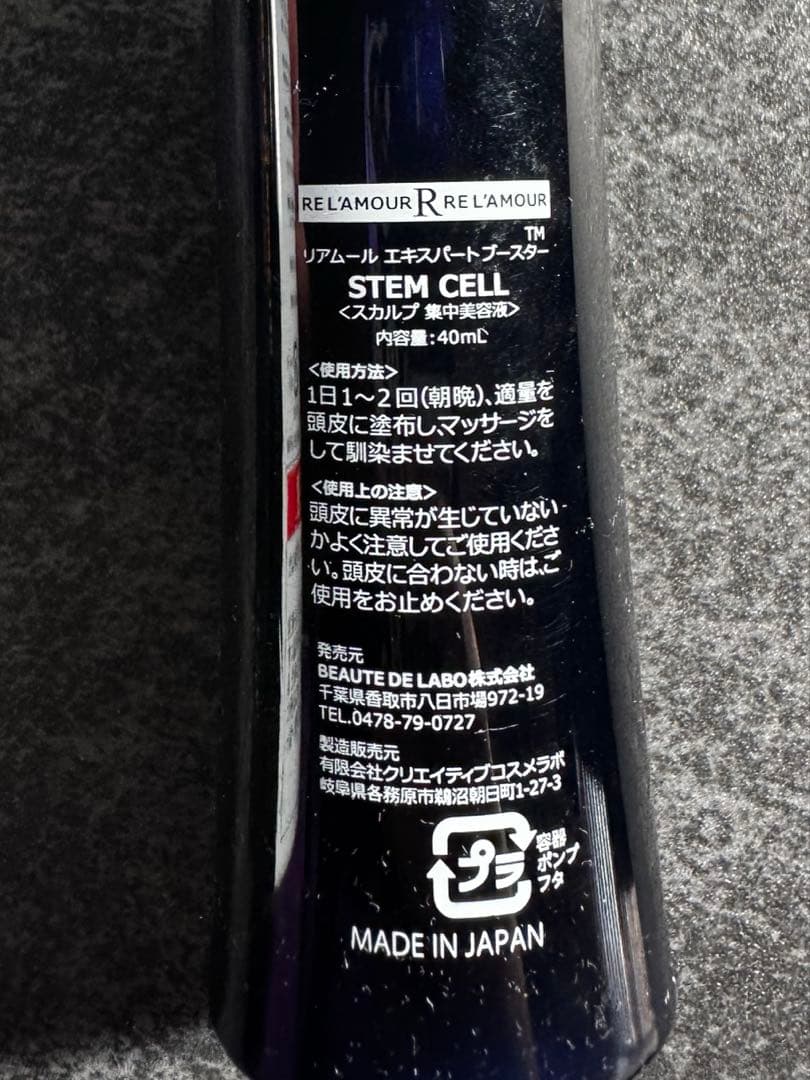 RE L'AMOUR R RE L'AMOUR
TM
リアムール エキスパートブースター
STEM CELL
<スカルプ 集中美容液>
内容量:40mL
<使用方法>
1日1～2回(朝晩)、適量を
頭皮に塗布し、マッサージを
して馴染ませてください。
<使用上の注意>
頭皮に異常が生じていない
かよく注意してご使用くださ
い。頭皮に合わない時は、ご
使用をお止めください。
発売元
BEAUTE DE LABO株式会社
千葉県香取市八日市場972-19
TEL.0478-79-0727
製造販売元
有限会社クリエイティブコスメラボ
岐阜県各務原市鵜沼朝日町1-27-3
プラ
容器
ポンプ
フタ
MADE IN JAPAN